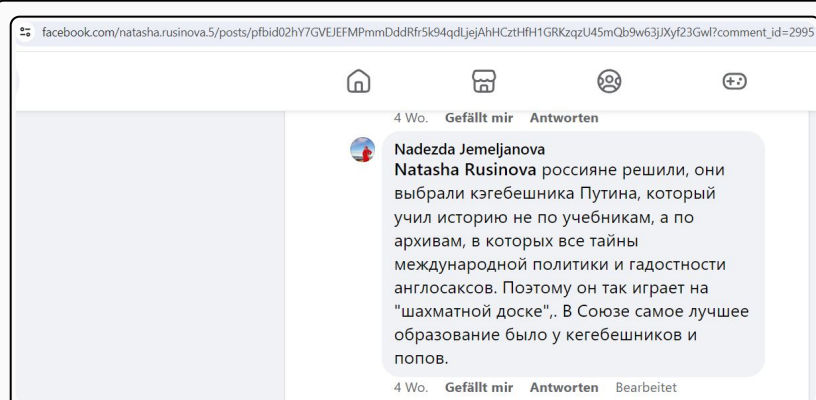 facebook.com/natasha.rusinova.5/posts/pfbid02hY7GVEJEFMPmmDddRfr5k94qdLjejAhHCztHfH1GRKzqzU45mQb9w63jJXyf23Gwl?comment_id=2995
4 Wo. Gefällt mir Antworten
Nadezda Jemeljanova
Natasha Rusinova россияне решили, они
выбрали кэгебешника Путина, который
учил историю не по учебникам, а по
архивам, в которых все тайны
международной политики и гадостности
англосаксов. Поэтому он так играет на
"шахматной доске",. В Союзе самое лучшее
образование было у кегебешников и
попов.
4 Wo. Gefällt mir Antworten Bearbeitet